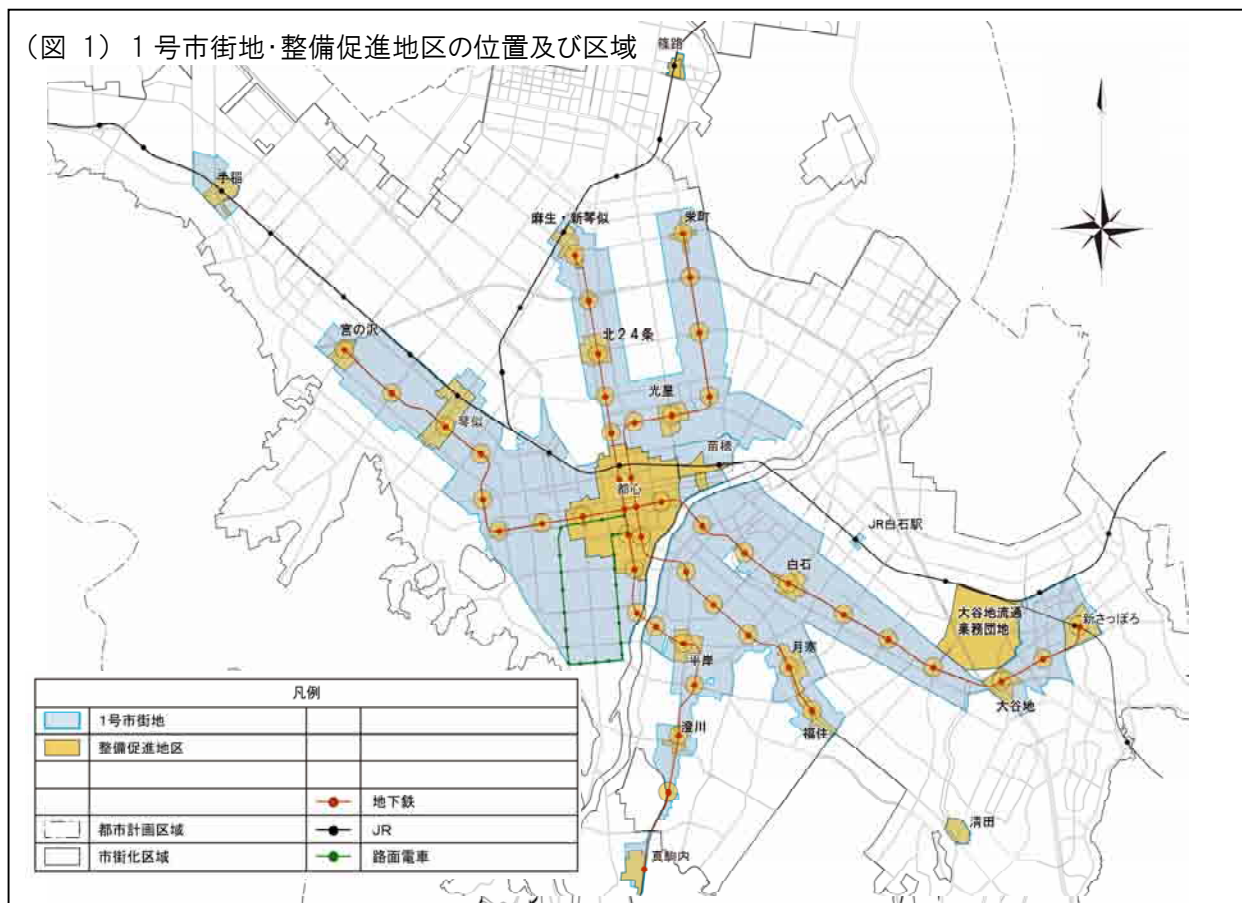 (図 1) 1号市街地・整備促進地区の位置及び区域
篠路
手稲
麻生・新琴似
栄町
宮の沢
北24条
光星
琴似
苗穂
都心
JR白石駅
白石
大谷地流通
業務団地
新さっぽろ
月寒
平岸
大谷地
澄川
福住
清田
真駒内
凡例
1号市街地
整備促進地区
地下鉄
都市計画区域
JR
市街化区域
路面電車